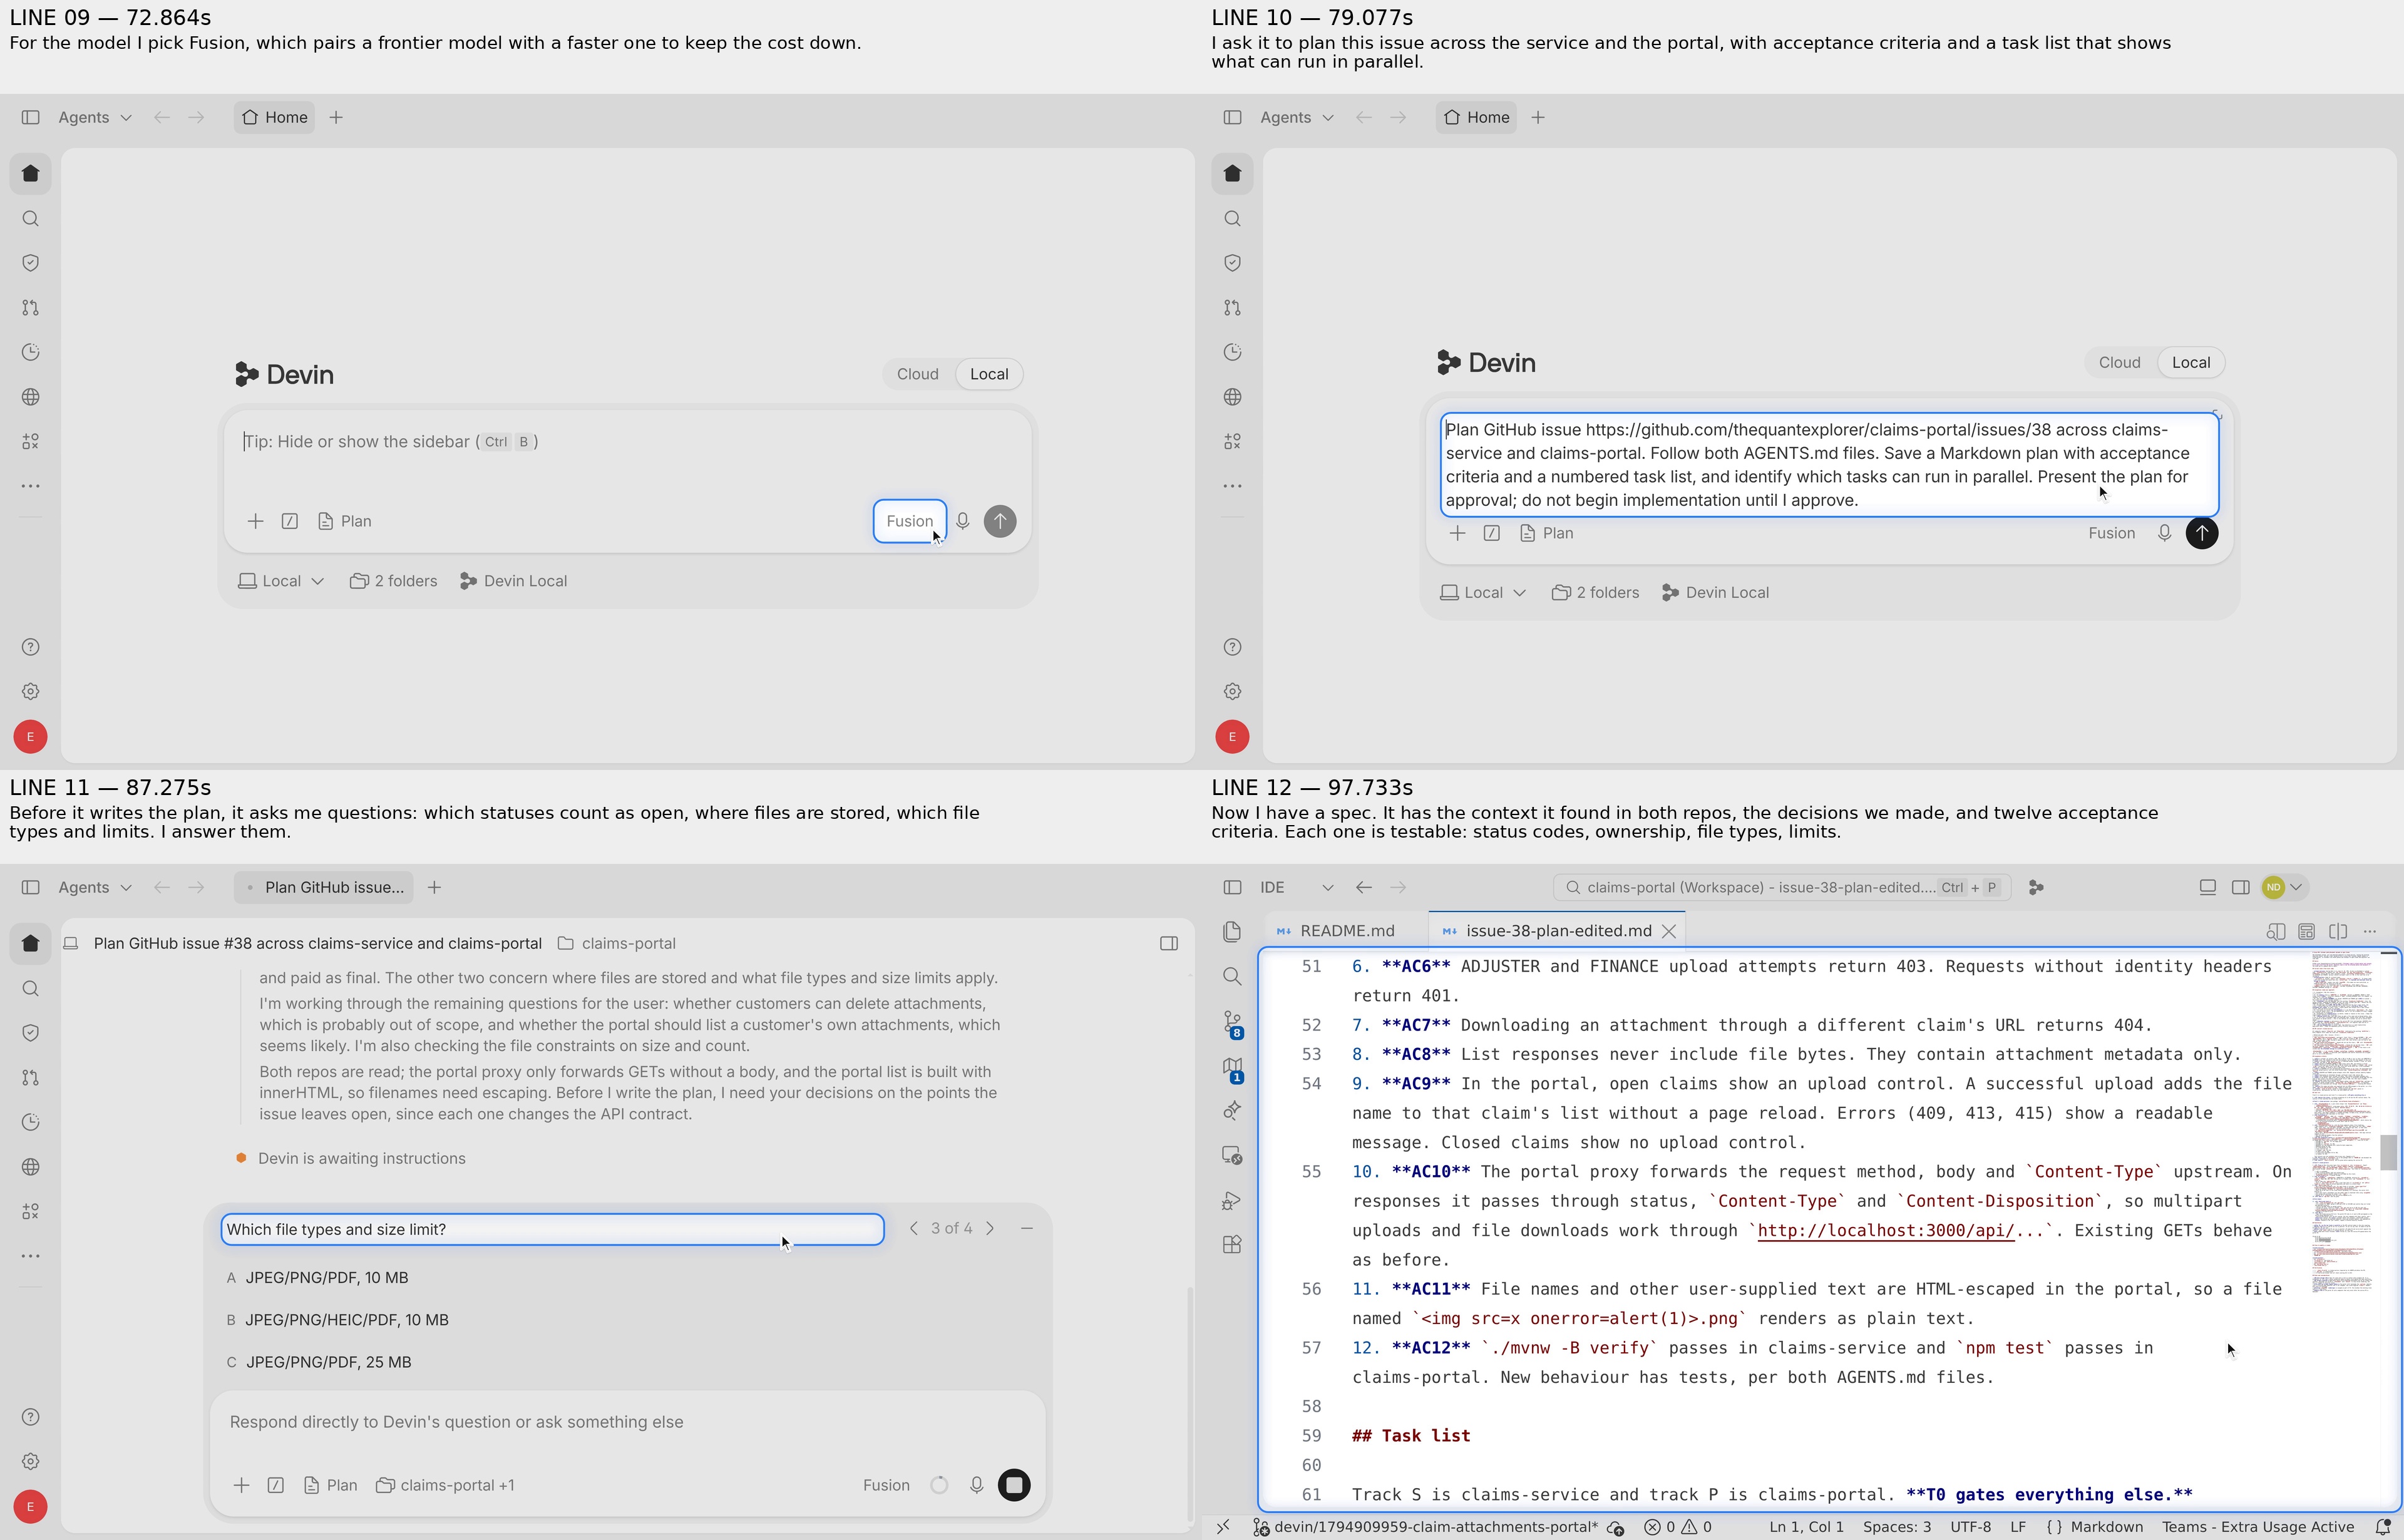 LINE 09 — 72.864s
For the model I pick Fusion, which pairs a frontier model with a faster one to keep the cost down.
Agents
Home
Devin
Cloud
Local
Tip: Hide or show the sidebar (Ctrl B)
Plan
Fusion
Local
2 folders
Devin Local
E
LINE 10 — 79.077s
I ask it to plan this issue across the service and the portal, with acceptance criteria and a task list that shows
what can run in parallel.
Agents
Home
Devin
Cloud
Local
Plan GitHub issue https://github.com/thequantexplorer/claims-portal/issues/38 across claims-
service and claims-portal. Follow both AGENTS.md files. Save a Markdown plan with acceptance
criteria and a numbered task list, and identify which tasks can run in parallel. Present the plan for
approval; do not begin implementation until I approve.
Plan
Fusion
Local
2 folders
Devin Local
E
LINE 11 — 87.275s
Before it writes the plan, it asks me questions: which statuses count as open, where files are stored, which file
types and limits. I answer them.
Agents
Plan GitHub issue...
Plan GitHub issue #38 across claims-service and claims-portal
claims-portal
and paid as final. The other two concern where files are stored and what file types and size limits apply.
I'm working through the remaining questions for the user: whether customers can delete attachments,
which is probably out of scope, and whether the portal should list a customer's own attachments, which
seems likely. I'm also checking the file constraints on size and count.
Both repos are read; the portal proxy only forwards GETs without a body, and the portal list is built with
innerHTML, so filenames need escaping. Before I write the plan, I need your decisions on the points the
issue leaves open, since each one changes the API contract.
Devin is awaiting instructions
Which file types and size limit?
3 of 4
A JPEG/PNG/PDF, 10 MB
B JPEG/PNG/HEIC/PDF, 10 MB
C JPEG/PNG/PDF, 25 MB
Respond directly to Devin's question or ask something else
Plan
claims-portal +1
Fusion
E
LINE 12 — 97.733s
Now I have a spec. It has the context it found in both repos, the decisions we made, and twelve acceptance
criteria. Each one is testable: status codes, ownership, file types, limits.
IDE
claims-portal (Workspace) - issue-38-plan-edited.... Ctrl + P
ND
README.md
issue-38-plan-edited.md
8
1
51 6. **AC6** ADJUSTER and FINANCE upload attempts return 403. Requests without identity headers
return 401.
52 7. **AC7** Downloading an attachment through a different claim's URL returns 404.
53 8. **AC8** List responses never include file bytes. They contain attachment metadata only.
54 9. **AC9** In the portal, open claims show an upload control. A successful upload adds the file
name to that claim's list without a page reload. Errors (409, 413, 415) show a readable
message. Closed claims show no upload control.
55 10. **AC10** The portal proxy forwards the request method, body and `Content-Type` upstream. On
responses it passes through status, `Content-Type` and `Content-Disposition`, so multipart
uploads and file downloads work through `http://localhost:3000/api/...`. Existing GETs behave
as before.
56 11. **AC11** File names and other user-supplied text are HTML-escaped in the portal, so a file
named `<img src=x onerror=alert(1)>.png` renders as plain text.
57 12. **AC12** `./mvnw -B verify` passes in claims-service and `npm test` passes in
claims-portal. New behaviour has tests, per both AGENTS.md files.
58
59 ## Task list
60
61 Track S is claims-service and track P is claims-portal. **T0 gates everything else.**
devin/1794909959-claim-attachments-portal*
0
0
Ln 1, Col 1
Spaces: 3
UTF-8
LF
{ } Markdown
Teams - Extra Usage Active